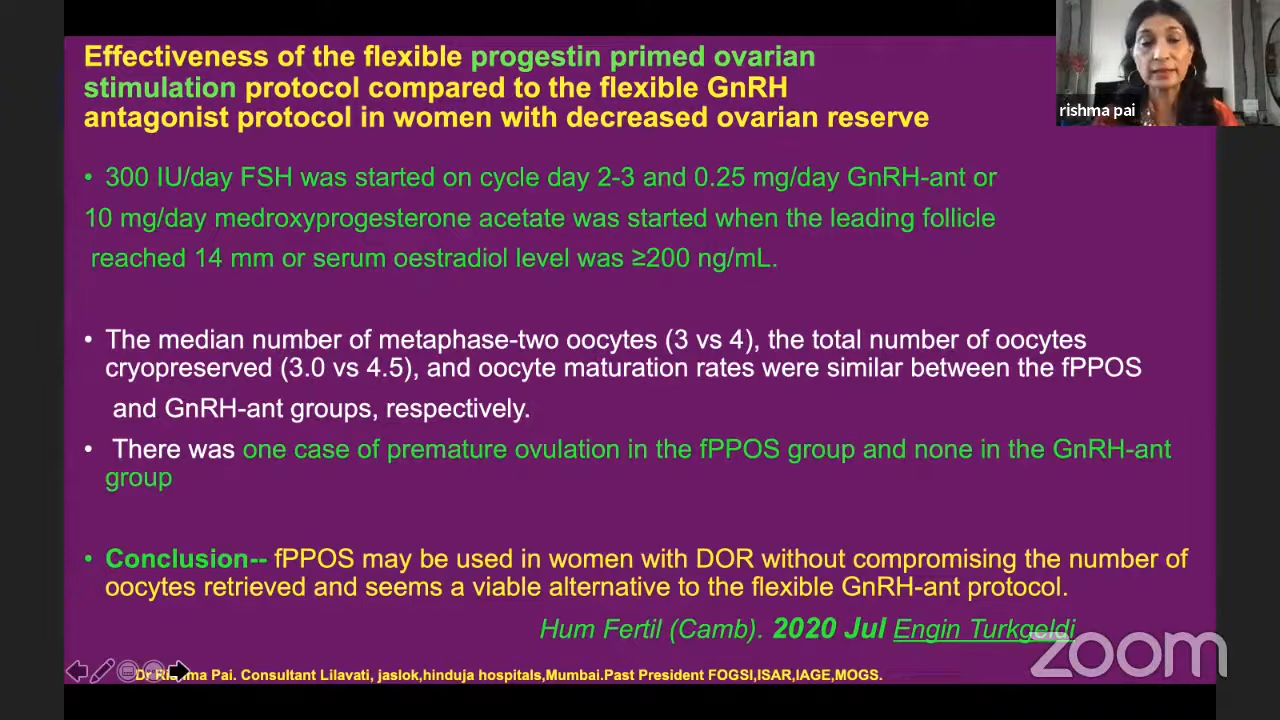 Effectiveness of the flexible progestin primed ovarian
stimulation protocol compared to the flexible GnRH
antagonist protocol in women with decreased ovarian reserve
rishma pai
• 300 IU/day FSH was started on cycle day 2-3 and 0.25 mg/day GnRH-ant or
10 mg/day medroxyprogesterone acetate was started when the leading follicle
reached 14 mm or serum oestradiol level was ≥200 ng/mL.
• The median number of metaphase-two oocytes (3 vs 4), the total number of oocytes
cryopreserved (3.0 vs 4.5), and oocyte maturation rates were similar between the fPPOS
and GnRH-ant groups, respectively.
• There was one case of premature ovulation in the fPPOS group and none in the GnRH-ant
group
• Conclusion-- fPPOS may be used in women with DOR without compromising the number of
oocytes retrieved and seems a viable alternative to the flexible GnRH-ant protocol.
Hum Fertil (Camb). 2020 Jul Engin Turkgeldi
zoom
Dr Rishma Pai. Consultant Lilavati, jaslok,hinduja hospitals,Mumbai.Past President FOGSI,ISAR,IAGE,MOGS.